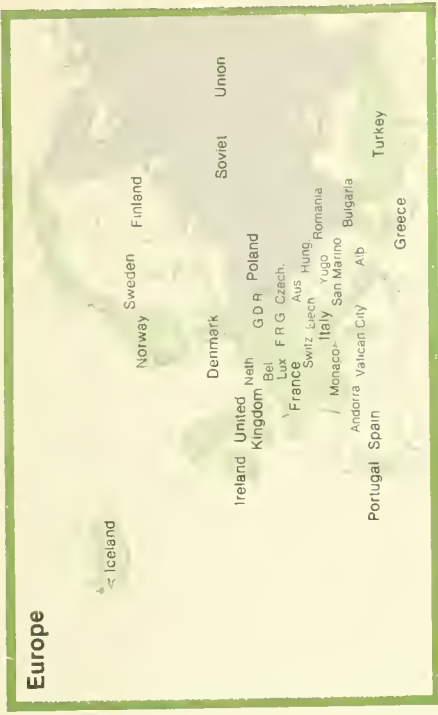 Europe
Iceland
Norway Sweden Finland
Denmark
Soviet Union
Ireland United Kingdom
Neth
Bel
Lux
G D R Poland
F R G Czech.
France
Switz Liech
Aus Hung
Romania
Monaco
Italy
Yugo
San Marino
Bulgaria
Andorra
Vatican City
Alb
Portugal Spain
Greece
Turkey